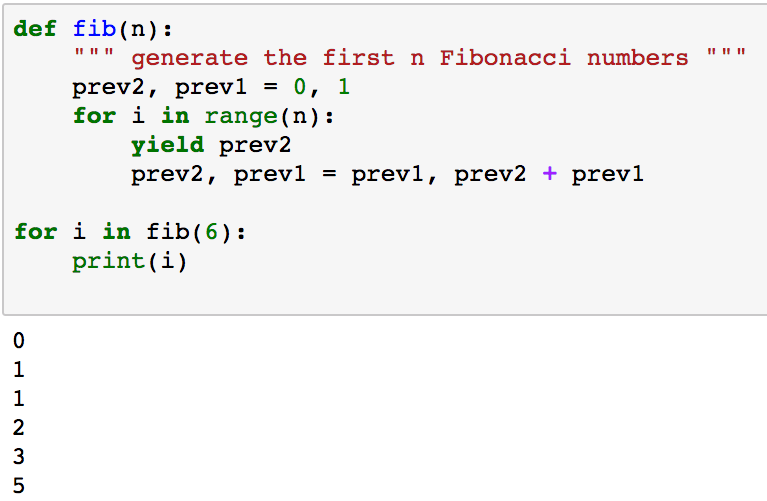 def fib(n):
    """ generate the first n Fibonacci numbers """
    prev2, prev1 = 0, 1
    for i in range(n):
        yield prev2
        prev2, prev1 = prev1, prev2 + prev1

for i in fib(6):
    print(i)

0
1
1
2
3
5